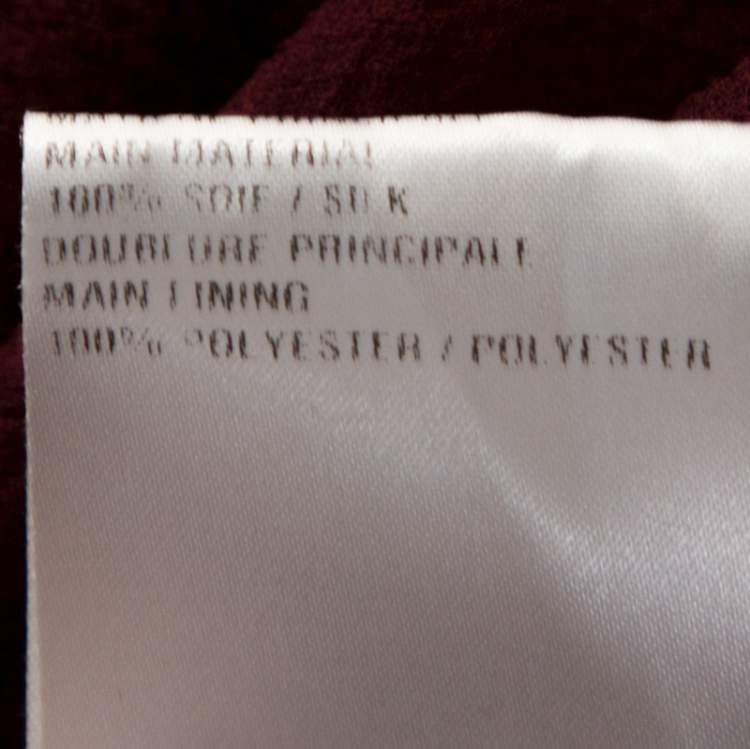 MAIN MATERIAL
100% SOIE / SILK
DOUBLURE PRINCIPALE
MAIN LINING
100% POLYESTER / POLYESTER